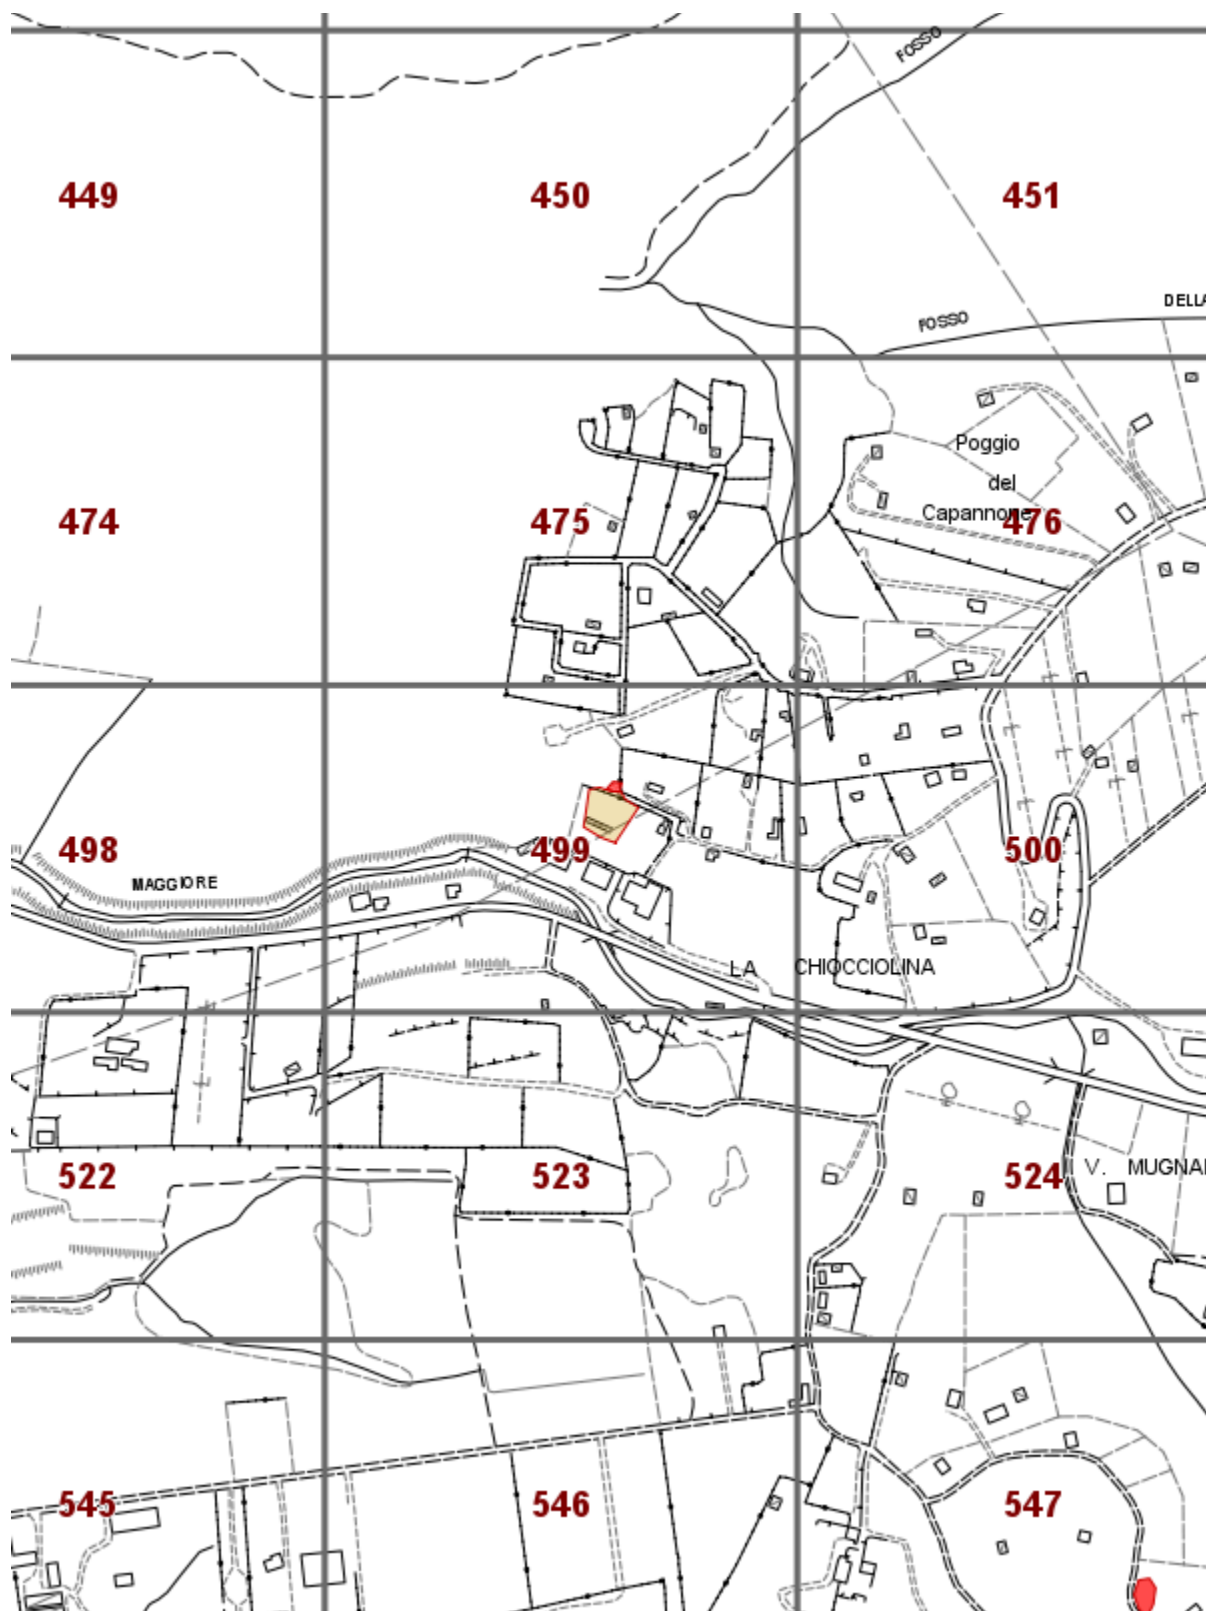 FOSSO
449 450 451
FOSSO DELLA
Poggio
del
Capannone
474 475 476
498 499 500
MAGGIORE
LA CHIOCCIOLINA
522 523 524 V.
545 546 547